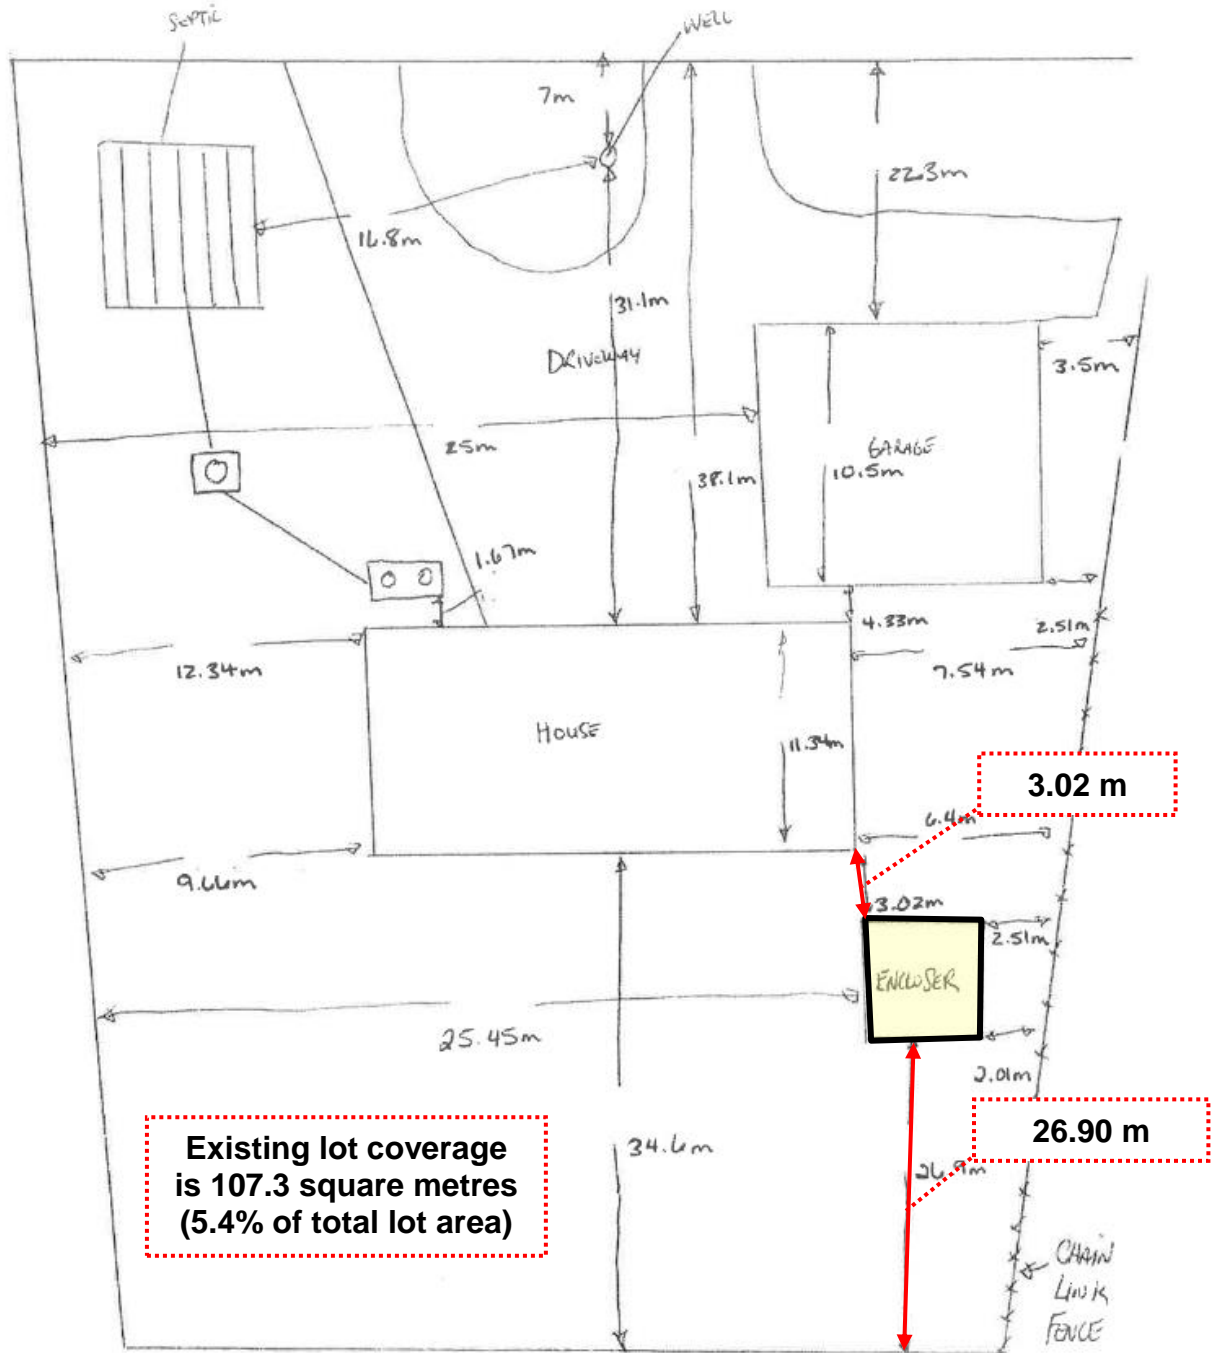 SEPTIC
WELL
7m
22.3m
16.8m
31.1m
DRIVEWAY
3.5m
25m
GARAGE
38.1m
10.5m
1.67m
4.33m
2.51m
12.34m
7.54m
HOUSE
11.34m
3.02 m
6.4m
9.66m
3.02m
2.51m
ENCLOSER
25.45m
2.01m
Existing lot coverage
is 107.3 square metres
(5.4% of total lot area)
34.6m
26.90 m
26.9m
CHAIN
LINK
FENCE